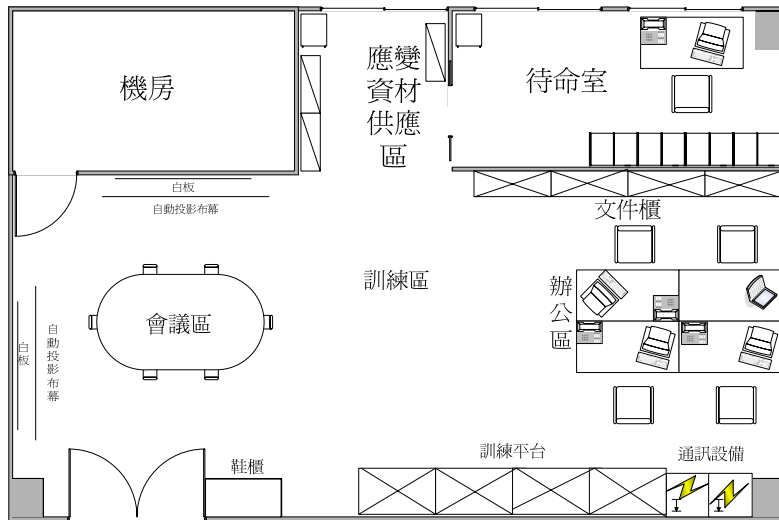 機房
應變
資材
供應
區
待命室
白板
自動投影布幕
文件櫃
訓練區
辦公區
會議區
自動投影布幕
白板
鞋櫃
訓練平台
通訊設備